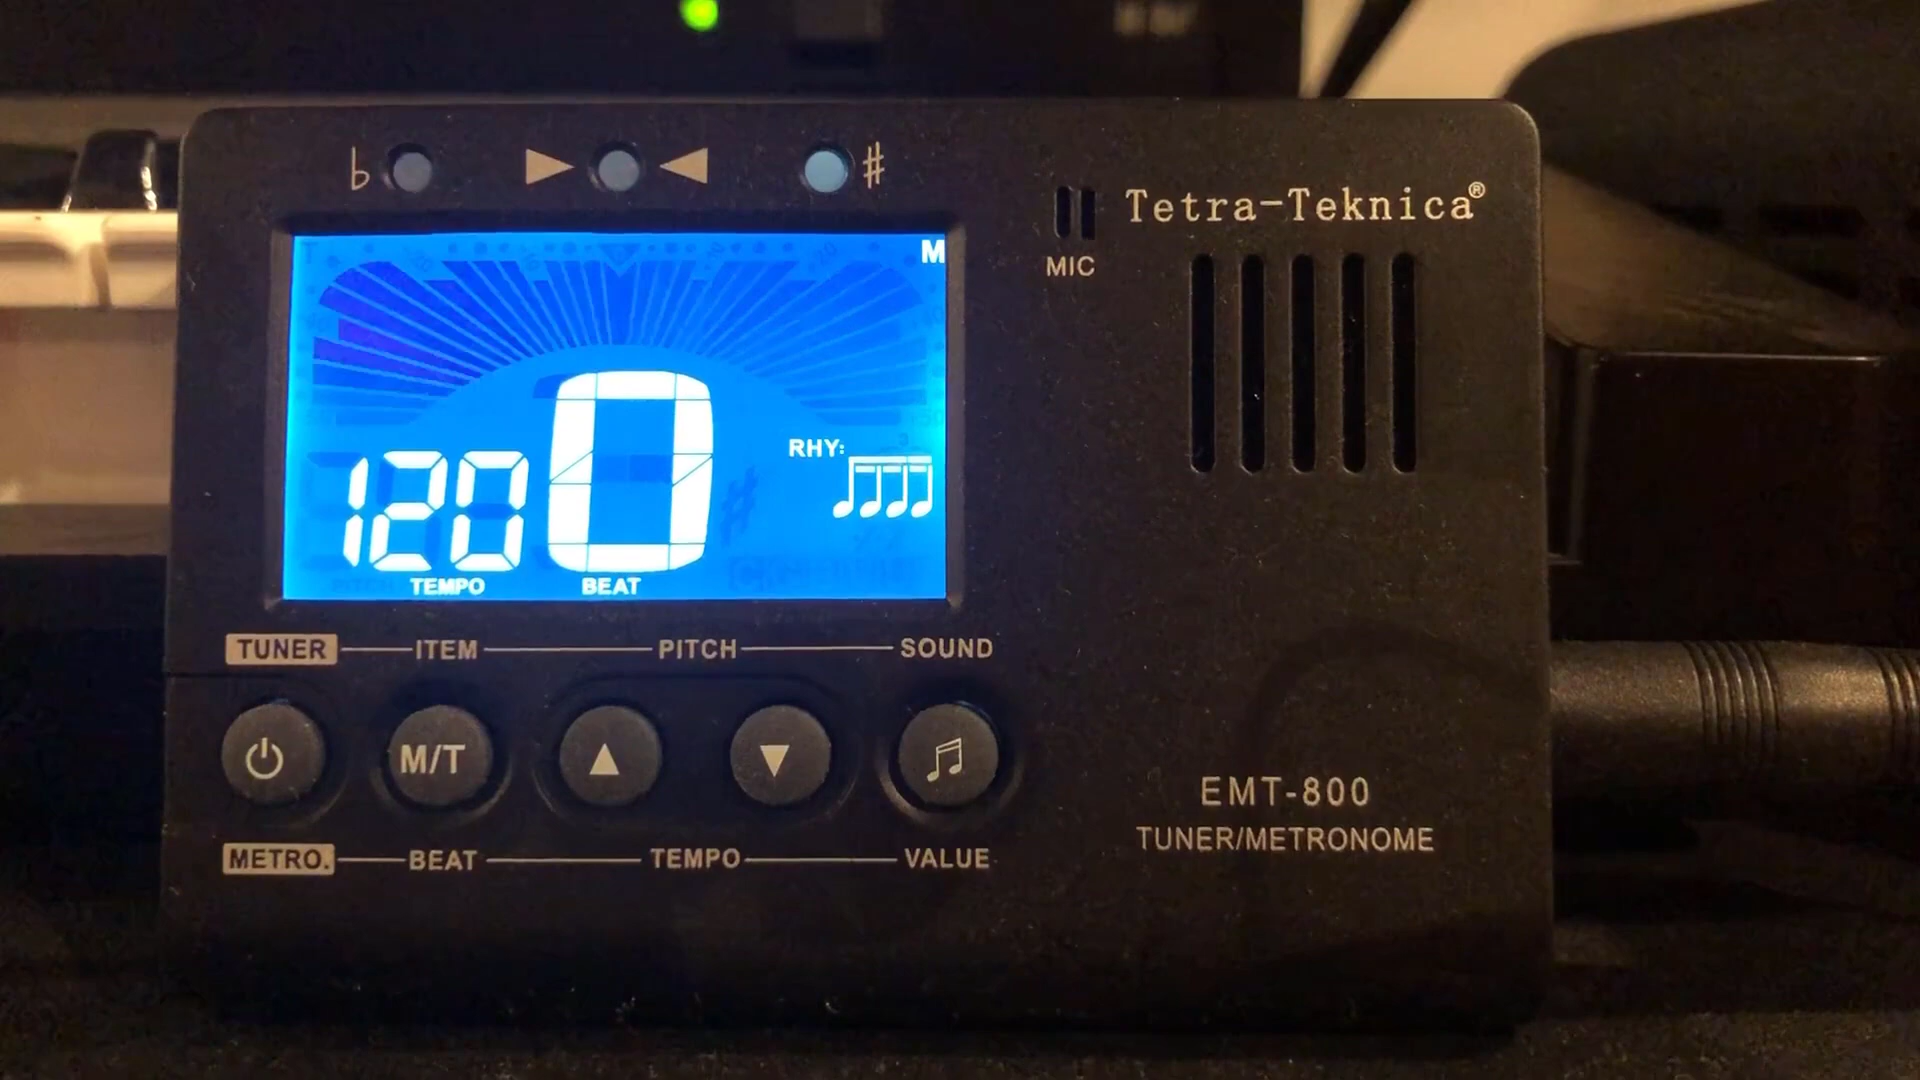 ♭ ▶ ◀ ♯
Tetra-Teknica®
MIC
M
RHY:
120 0
TEMPO BEAT
TUNER ITEM PITCH SOUND
M/T ▲ ▼
METRO. BEAT TEMPO VALUE
EMT-800
TUNER/METRONOME